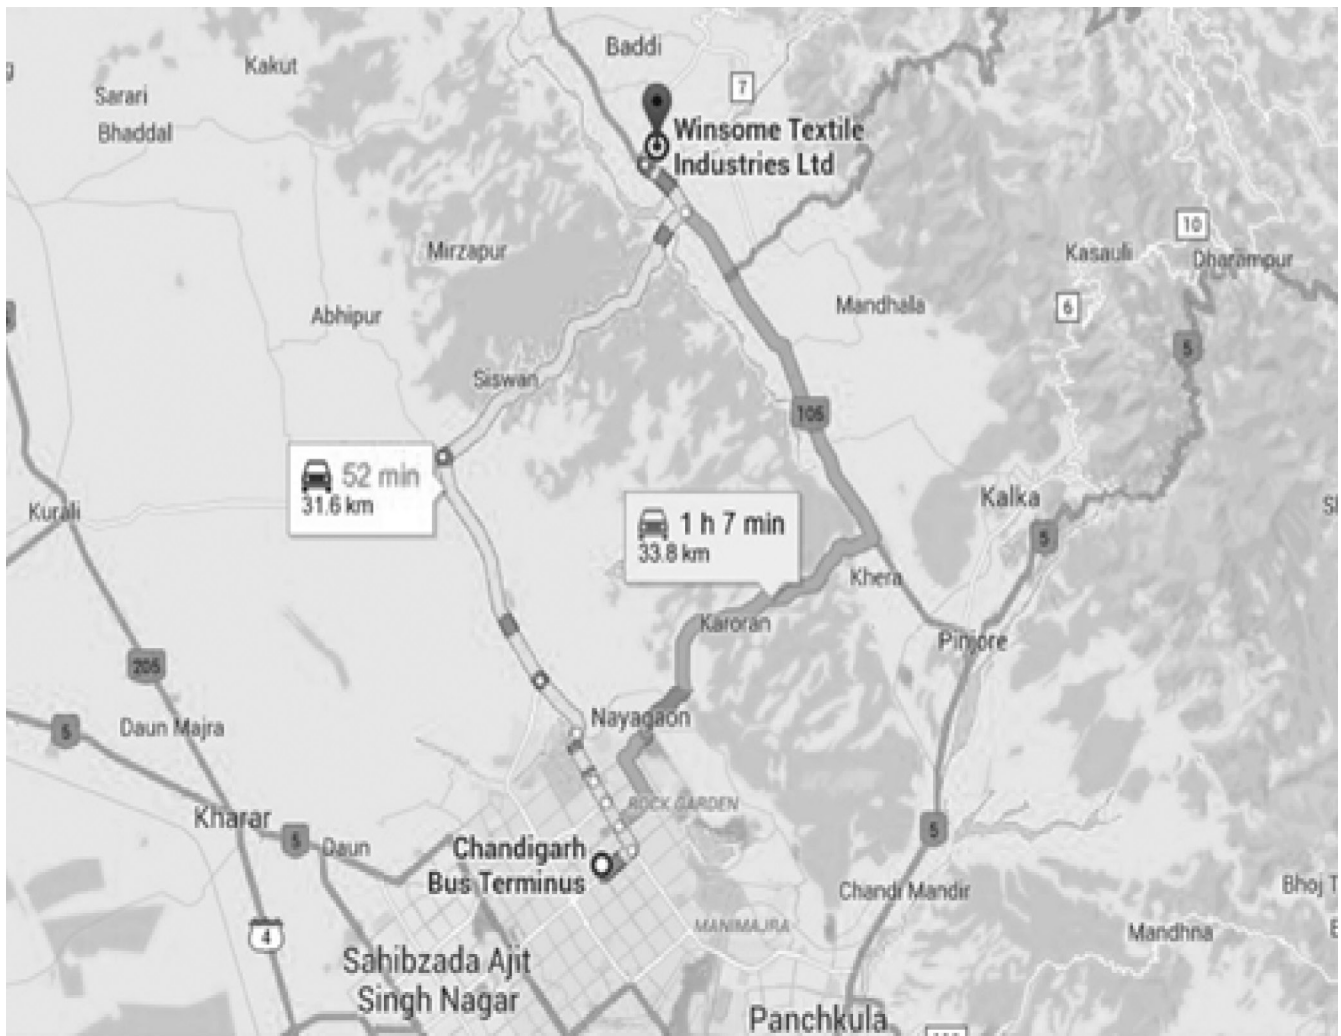 Baddi
Kakut
7
Sarari
Bhaddal
Winsome Textile
Industries Ltd
10
Mirzapur
Kasauli
Dharampur
Abhipur
Mandhala
6
5
Siswan
105
52 min
31.6 km
Kurali
Kalka
1 h 7 min
33.8 km
5
Khera
Karoran
Pinjore
205
Nayagaon
5
Daun Majra
ROCK GARDEN
Kharar
5
Daun
5
Chandigarh
Bus Terminus
Chandi Mandir
Bhoj T
4
MANIMAJRA
Mandhna
Sahibzada Ajit
Singh Nagar
Panchkula